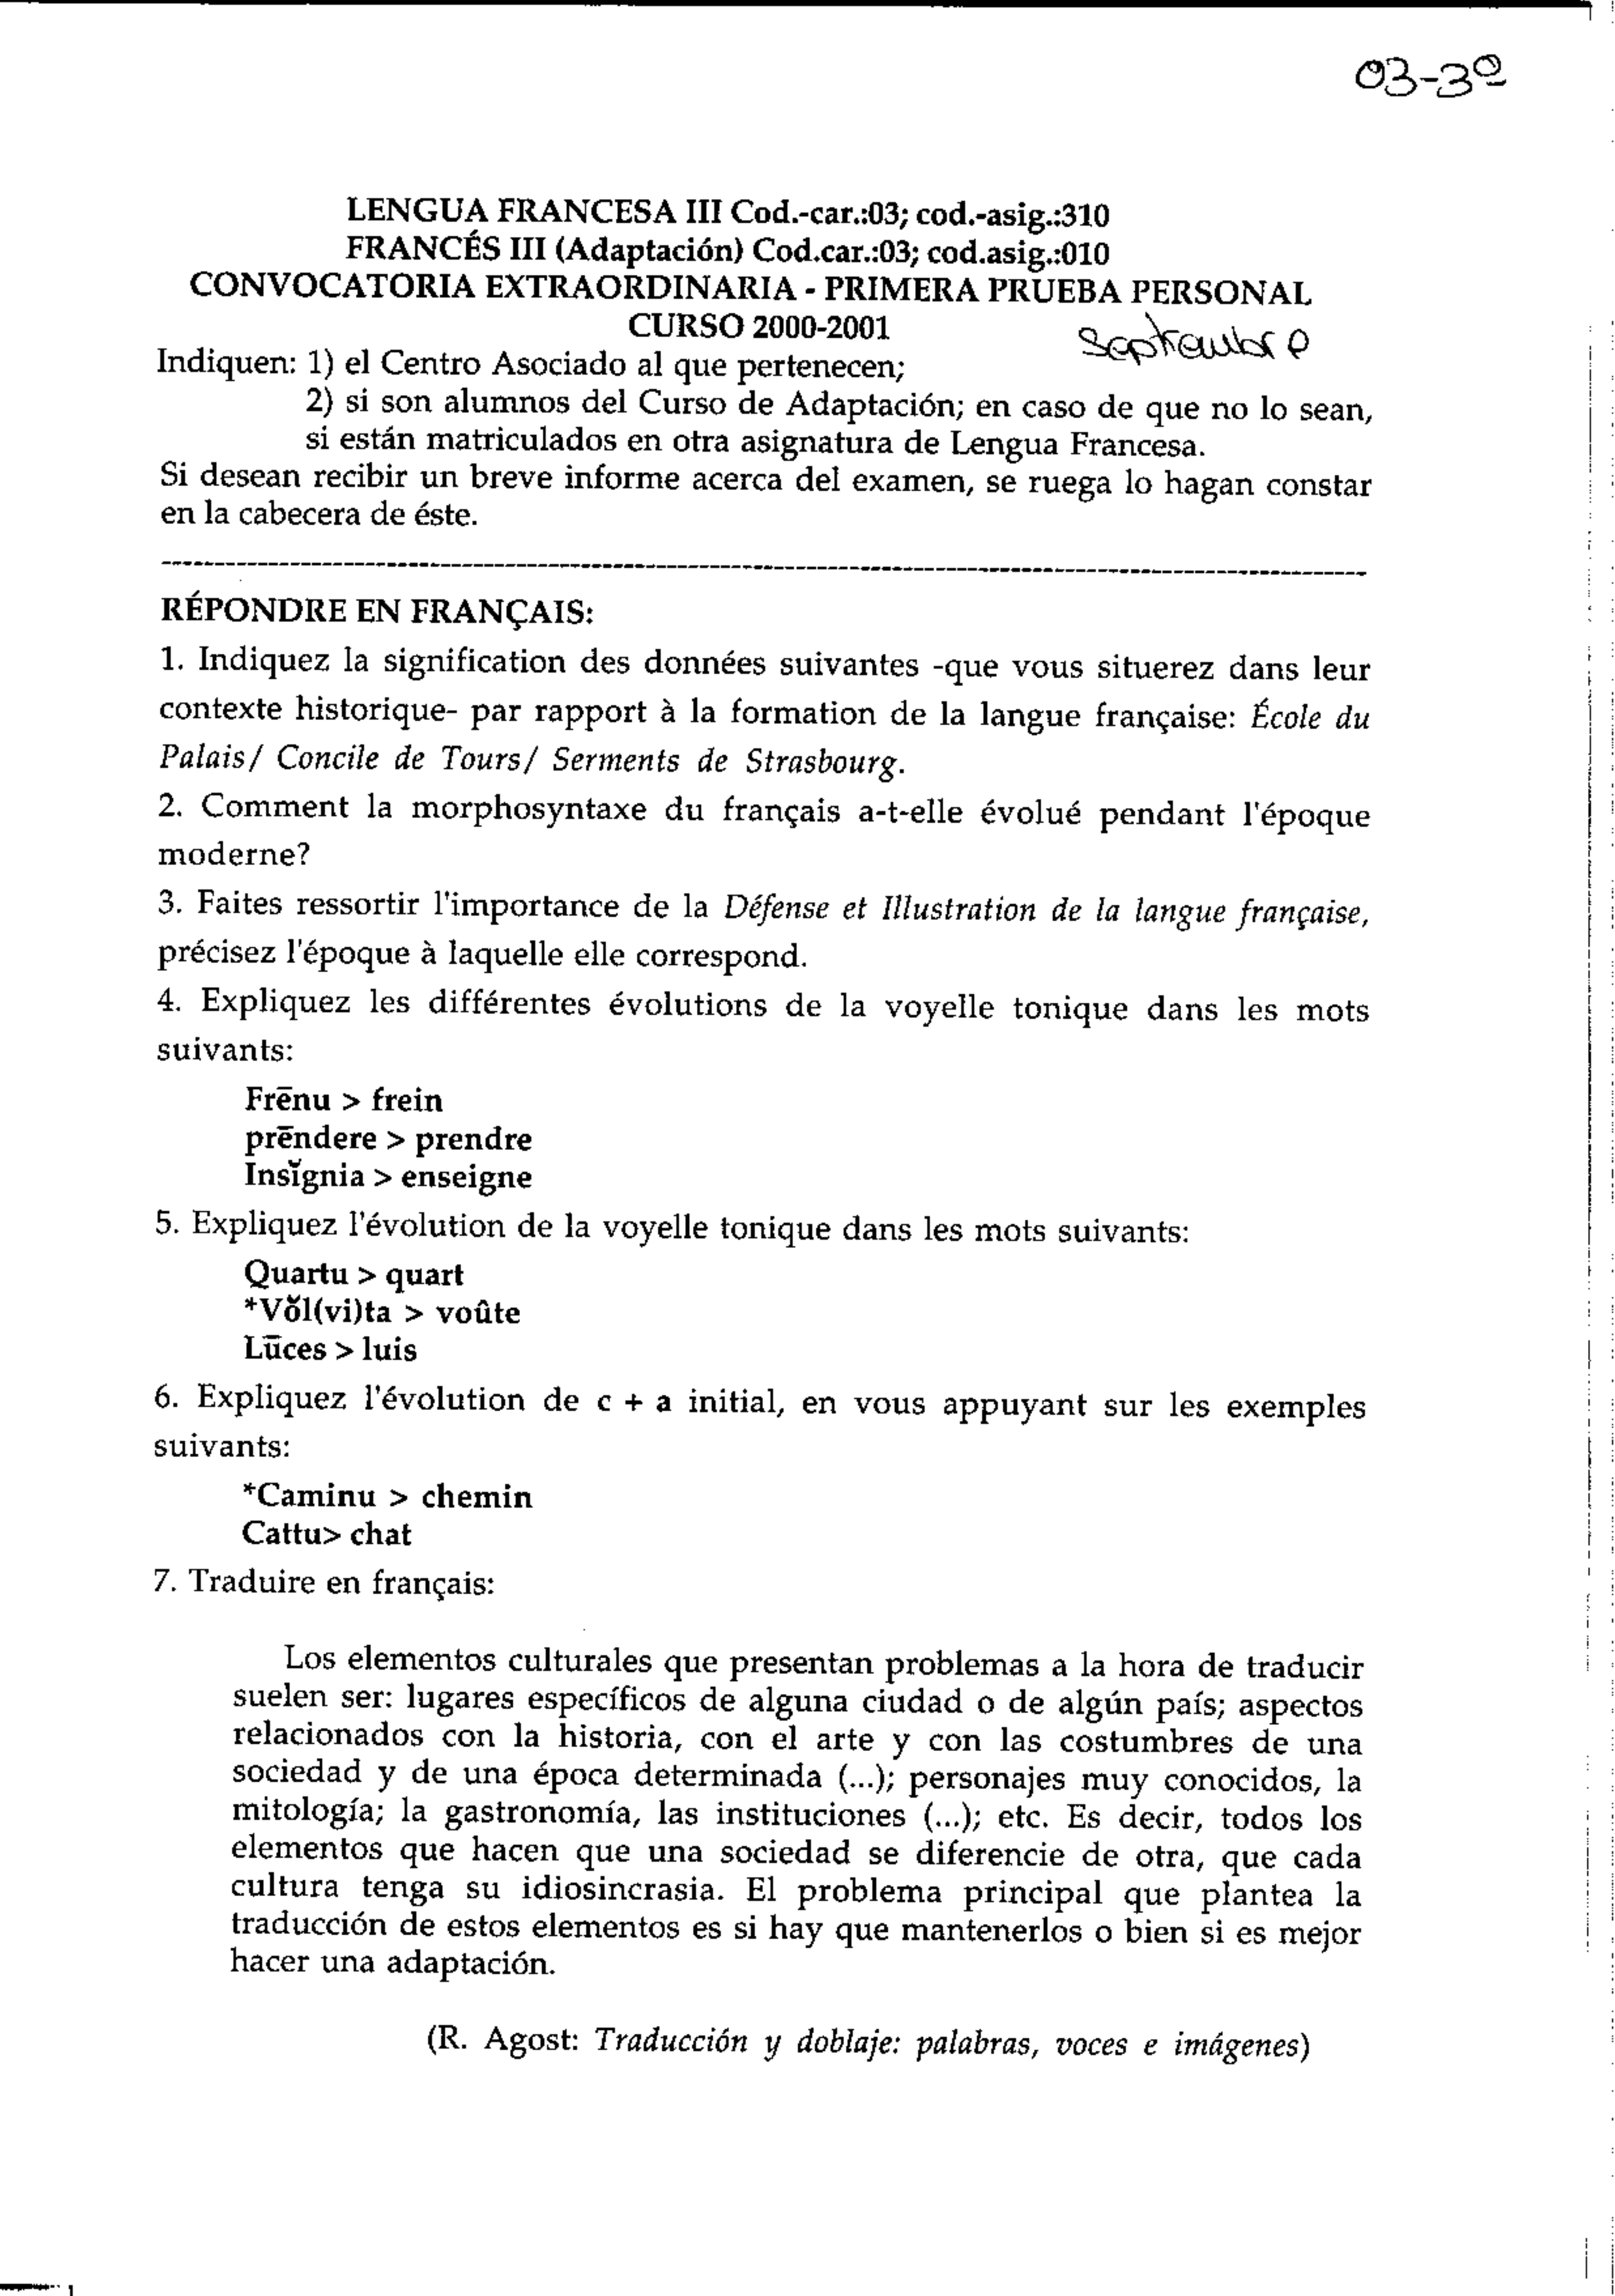 03-3º
LENGUA FRANCESA III Cod.-car.:03; cod.-asig.:310
FRANCÉS III (Adaptación) Cod.car.:03; cod.asig.:010
CONVOCATORIA EXTRAORDINARIA - PRIMERA PRUEBA PERSONAL
CURSO 2000-2001
Septiembre
Indiquen: 1) el Centro Asociado al que pertenecen;
2) si son alumnos del Curso de Adaptación; en caso de que no lo sean,
si están matriculados en otra asignatura de Lengua Francesa.
Si desean recibir un breve informe acerca del examen, se ruega lo hagan constar
en la cabecera de éste.
RÉPONDRE EN FRANÇAIS:
1. Indiquez la signification des données suivantes -que vous situerez dans leur
contexte historique- par rapport à la formation de la langue française: École du
Palais/ Concile de Tours/ Serments de Strasbourg.
2. Comment la morphosyntaxe du français a-t-elle évolué pendant l'époque
moderne?
3. Faites ressortir l'importance de la Défense et Illustration de la langue française,
précisez l'époque à laquelle elle correspond.
4. Expliquez les différentes évolutions de la voyelle tonique dans les mots
suivants:
Frēnu > frein
prēndere > prendre
Insĭgnia > enseigne
5. Expliquez l'évolution de la voyelle tonique dans les mots suivants:
Quartu > quart
*Vŏl(vi)ta > voûte
Lūces > luis
6. Expliquez l'évolution de c + a initial, en vous appuyant sur les exemples
suivants:
*Caminu > chemin
Cattu> chat
7. Traduire en français:
Los elementos culturales que presentan problemas a la hora de traducir
suelen ser: lugares específicos de alguna ciudad o de algún país; aspectos
relacionados con la historia, con el arte y con las costumbres de una
sociedad y de una época determinada (...); personajes muy conocidos, la
mitología; la gastronomía, las instituciones (...); etc. Es decir, todos los
elementos que hacen que una sociedad se diferencie de otra, que cada
cultura tenga su idiosincrasia. El problema principal que plantea la
traducción de estos elementos es si hay que mantenerlos o bien si es mejor
hacer una adaptación.
(R. Agost: Traducción y doblaje: palabras, voces e imágenes)